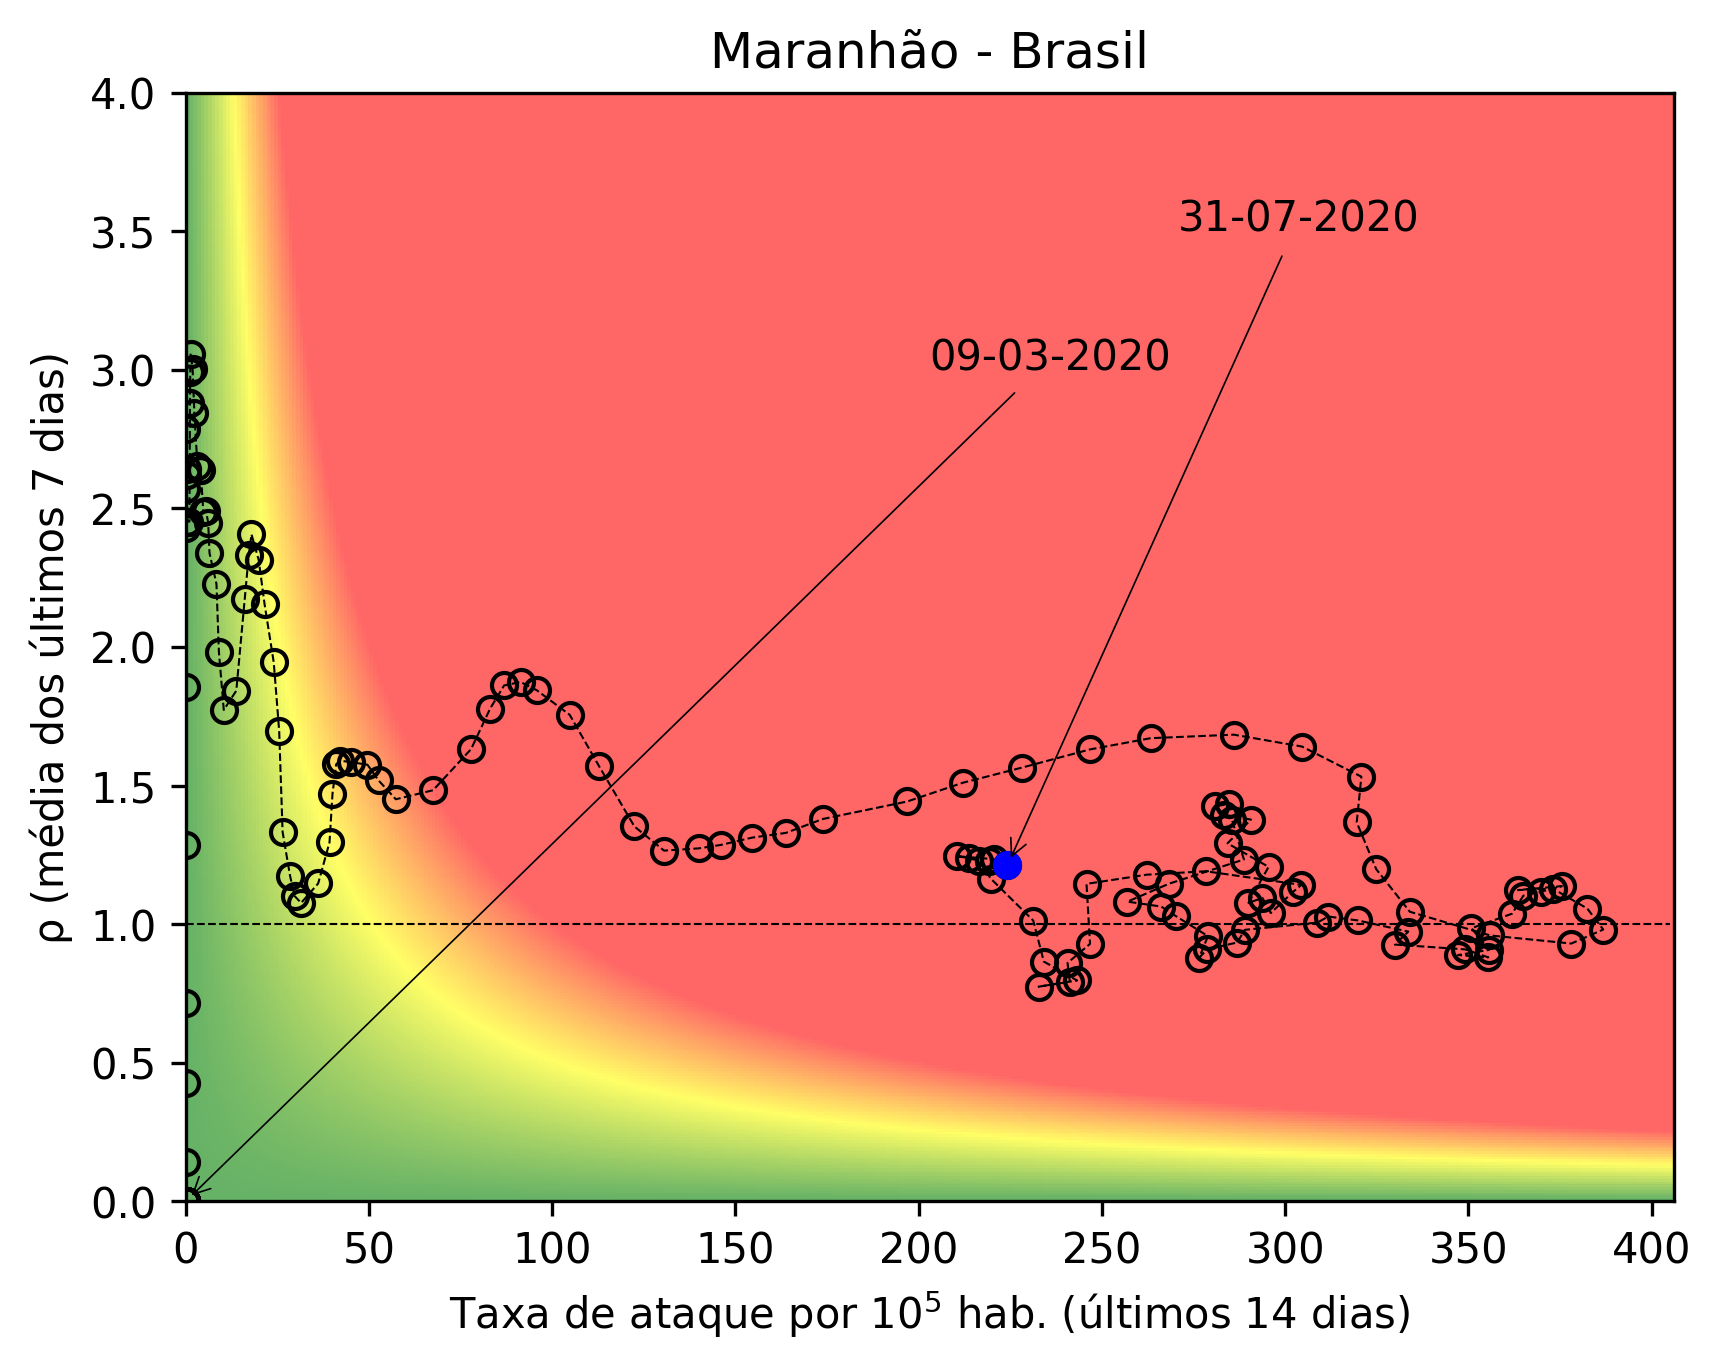 Maranhão - Brasil
4.0
3.5
3.0
2.5
2.0
1.5
1.0
0.5
0.0
ρ (média dos últimos 7 dias)
31-07-2020
09-03-2020
0 50 100 150 200 250 300 350 400
Taxa de ataque por 10⁵ hab. (últimos 14 dias)